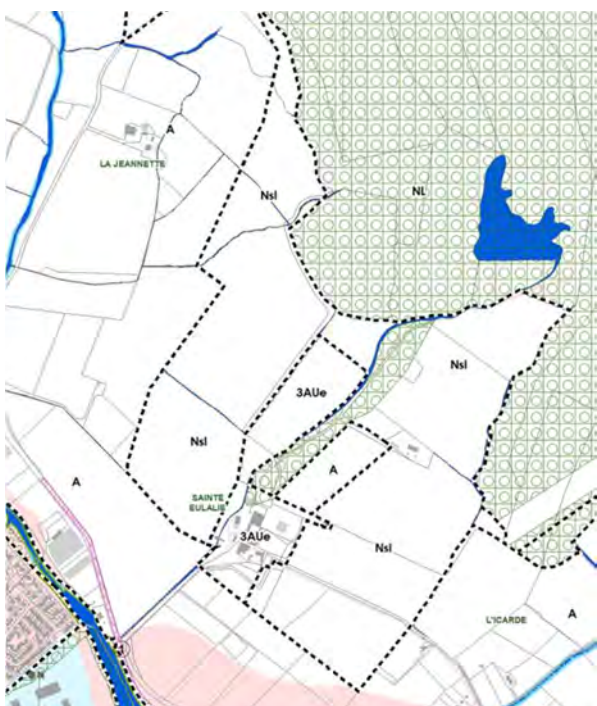 A
LA JEANNETTE
Nsl
NL
3AUe
Nsl
Nsl
A
A
SAINTE
EULALIE
3AUe
Nsl
L'ICARDE
A